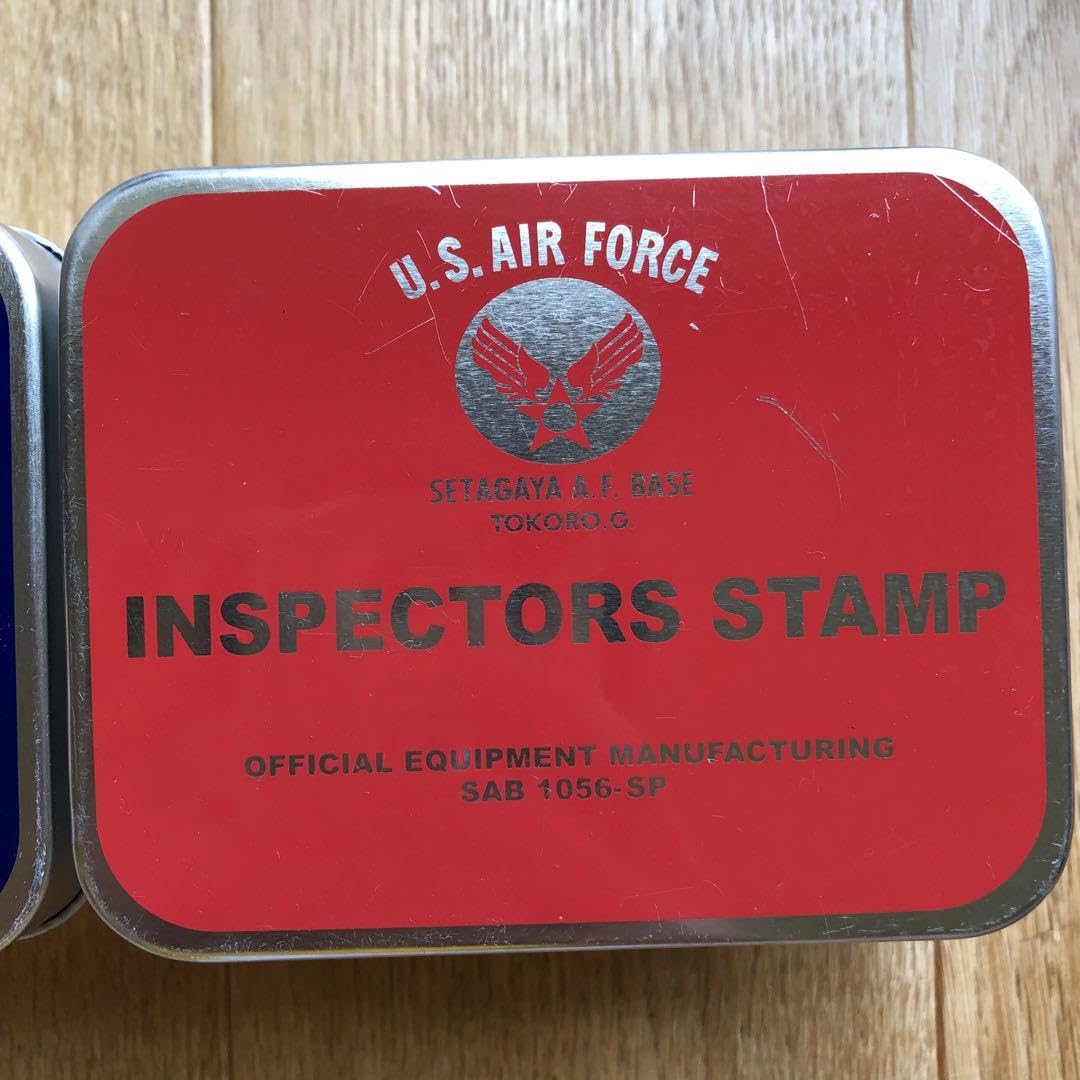 U.S. AIR FORCE
SETAGAYA A.F. BASE
TOKORO.G.
INSPECTORS STAMP
OFFICIAL EQUIPMENT MANUFACTURING
SAB 1056-SP